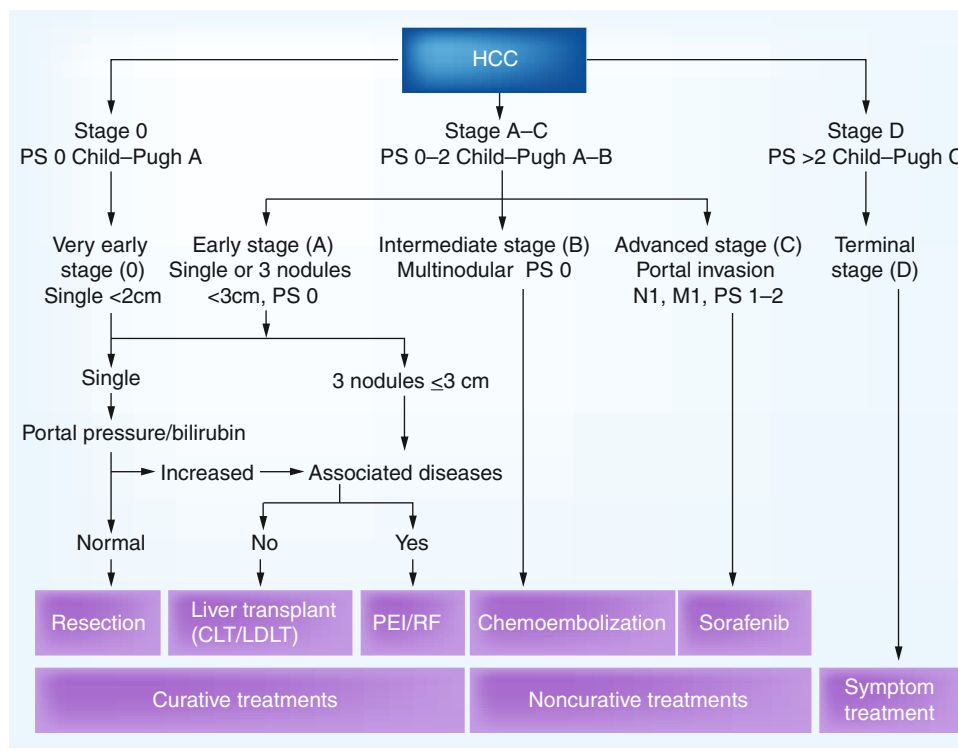 HCC
Stage 0
PS 0 Child–Pugh A
Stage A–C
PS 0–2 Child–Pugh A–B
Stage D
PS >2 Child–Pugh C
Very early
stage (0)
Single <2cm
Early stage (A)
Single or 3 nodules
<3cm, PS 0
Intermediate stage (B)
Multinodular PS 0
Advanced stage (C)
Portal invasion
N1, M1, PS 1–2
Terminal
stage (D)
Single
3 nodules ≤3 cm
Portal pressure/bilirubin
Increased
Associated diseases
Normal
No
Yes
Resection
Liver transplant
(CLT/LDLT)
PEI/RF
Chemoembolization
Sorafenib
Curative treatments
Noncurative treatments
Symptom
treatment